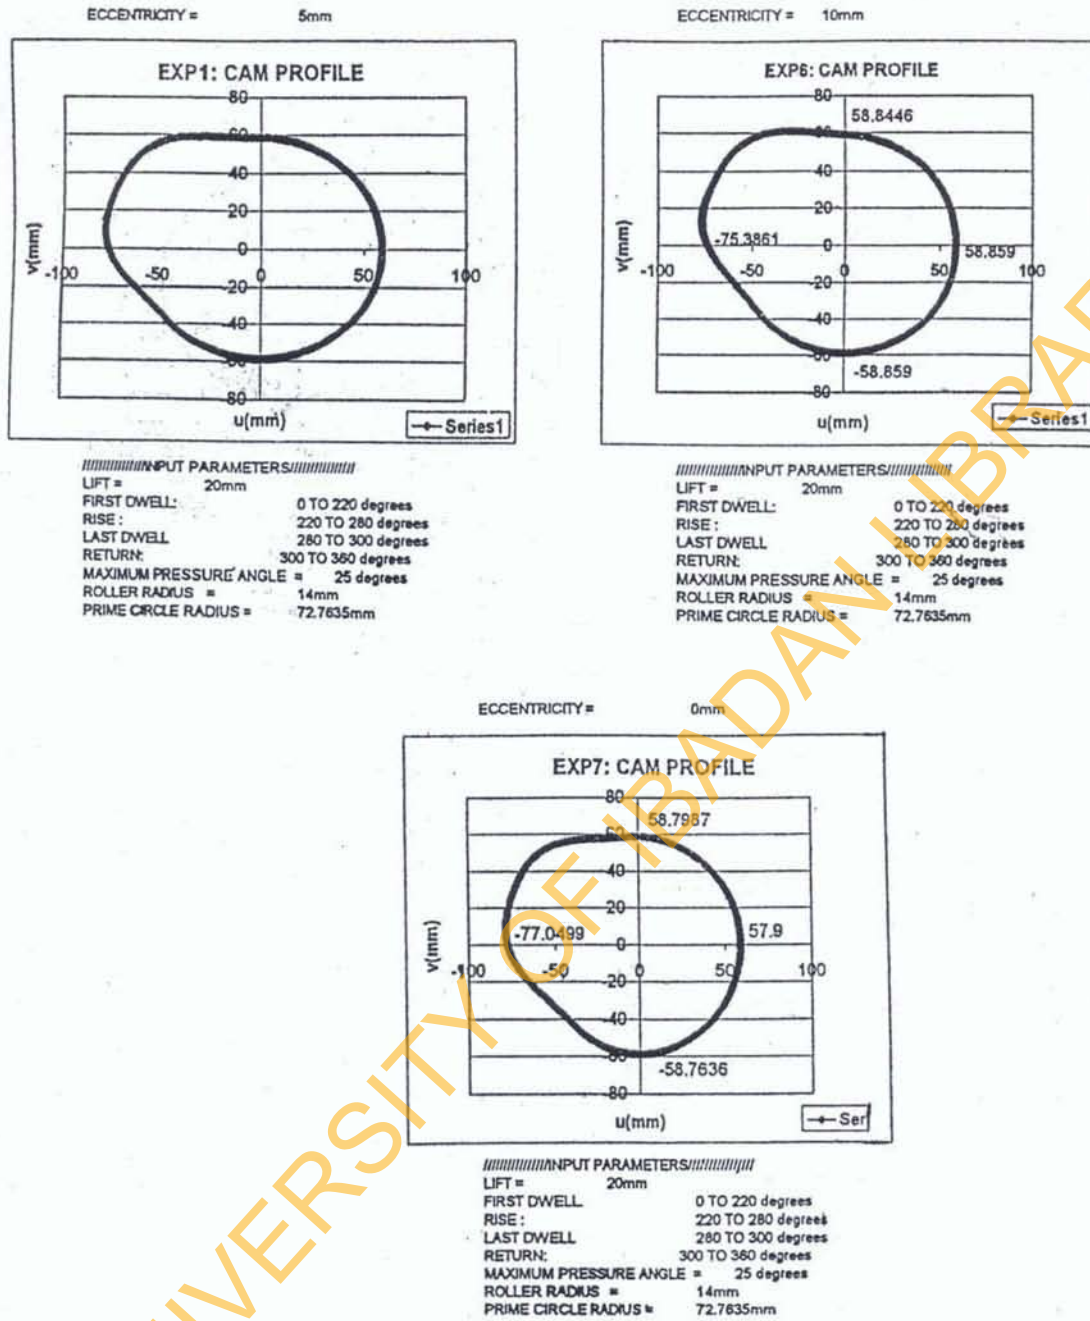 ECCENTRICITY = 5mm
EXP1: CAM PROFILE
80
60
40
20
0
-20
-40
-60
80
-100 -50 0 50 100
v(mm)
u(mm)
Series1
////////////////INPUT PARAMETERS////////////////
LIFT = 20mm
FIRST DWELL: 0 TO 220 degrees
RISE : 220 TO 280 degrees
LAST DWELL 280 TO 300 degrees
RETURN: 300 TO 360 degrees
MAXIMUM PRESSURE ANGLE = 25 degrees
ROLLER RADIUS = 14mm
PRIME CIRCLE RADIUS = 72.7635mm
ECCENTRICITY = 10mm
EXP6: CAM PROFILE
80
58.8446
60
40
20
-75.3861
0
58.859
-20
-40
-60
-58.859
80
-100 -50 0 50 100
v(mm)
u(mm)
Series1
////////////////INPUT PARAMETERS////////////////
LIFT = 20mm
FIRST DWELL: 0 TO 220 degrees
RISE : 220 TO 280 degrees
LAST DWELL 280 TO 300 degrees
RETURN: 300 TO 360 degrees
MAXIMUM PRESSURE ANGLE = 25 degrees
ROLLER RADIUS = 14mm
PRIME CIRCLE RADIUS = 72.7635mm
ECCENTRICITY = 0mm
EXP7: CAM PROFILE
80
58.7987
60
40
20
-77.0499
0
57.9
-20
-40
-60
-58.7636
-80
-100 -50 0 50 100
v(mm)
u(mm)
Ser
////////////////INPUT PARAMETERS////////////////
LIFT = 20mm
FIRST DWELL 0 TO 220 degrees
RISE : 220 TO 280 degrees
LAST DWELL 280 TO 300 degrees
RETURN: 300 TO 360 degrees
MAXIMUM PRESSURE ANGLE = 25 degrees
ROLLER RADIUS = 14mm
PRIME CIRCLE RADIUS = 72.7635mm
IVERSITY OF IBADAN LIBRAR